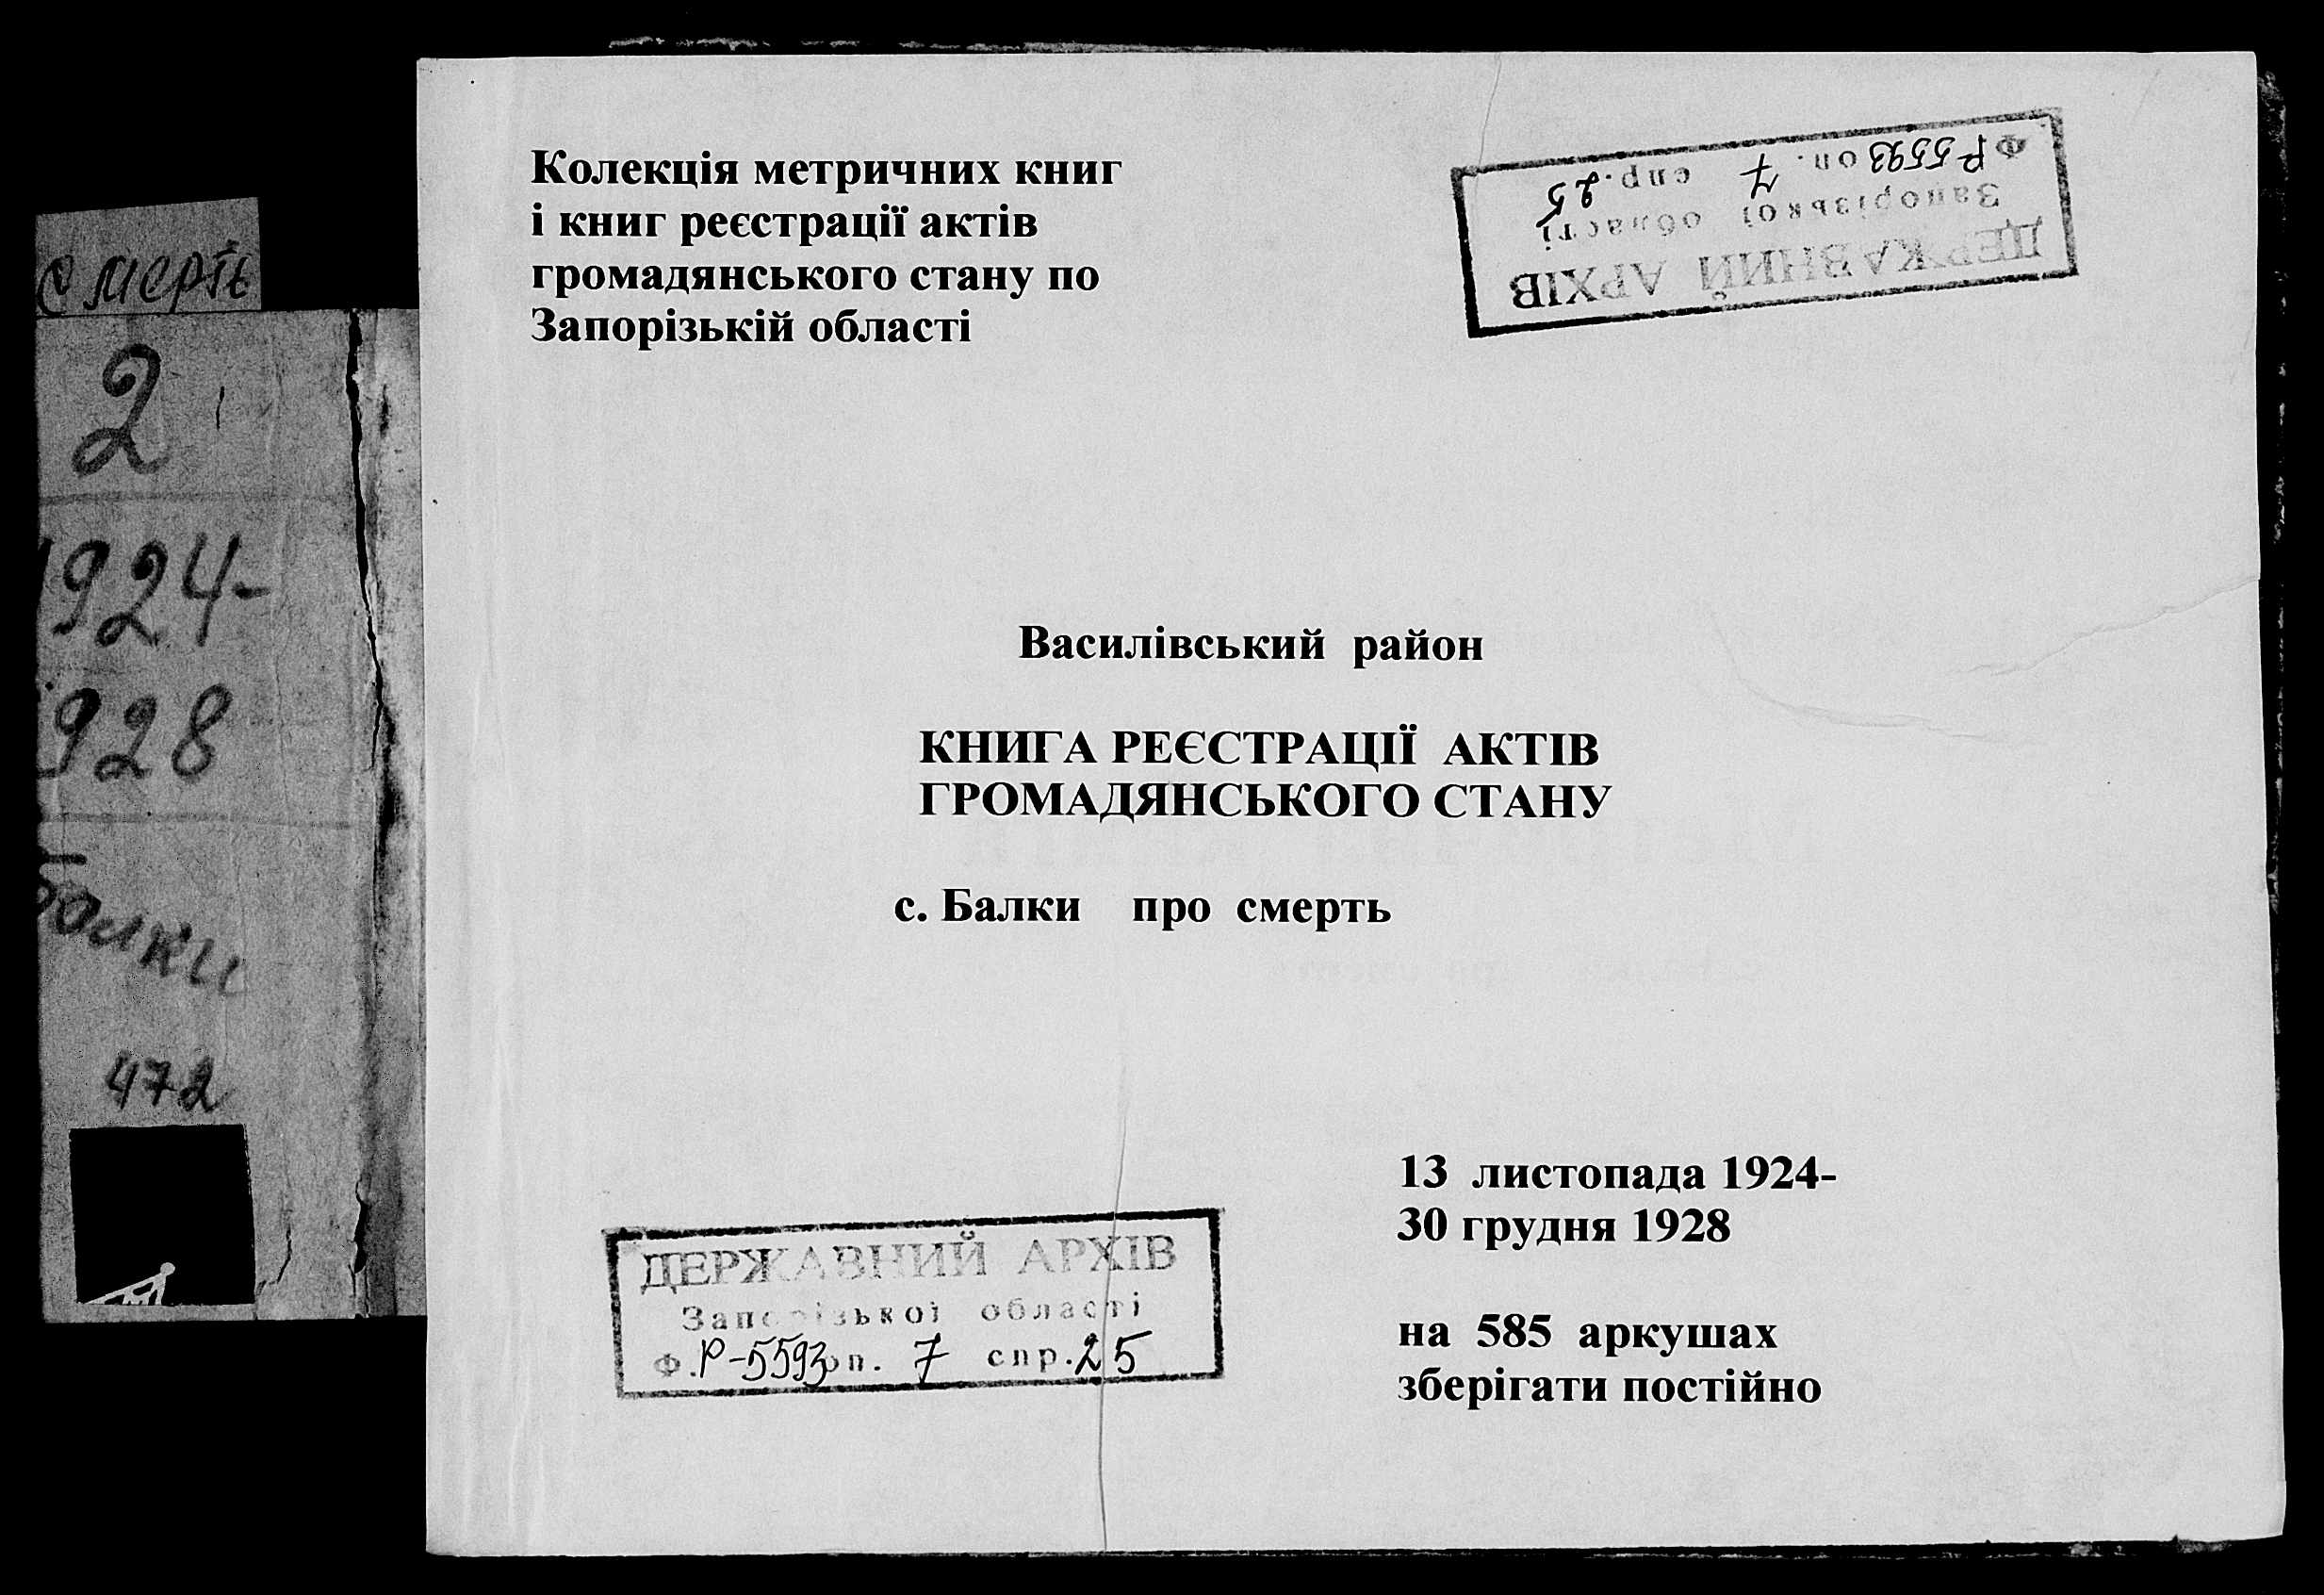 смерть
2
1924-
1928
Балки
472
Колекція метричних книг
і книг реєстрації актів
громадянського стану по
Запорізькій області
ДЕРЖАВНИЙ АРХІВ
Запорізької області
Ф. Р-5593 оп. 7 спр. 25
Василівський район
КНИГА РЕЄСТРАЦІЇ АКТІВ
ГРОМАДЯНСЬКОГО СТАНУ
с. Балки про смерть
13 листопада 1924-
30 грудня 1928
на 585 аркушах
зберігати постійно
ДЕРЖАВНИЙ АРХІВ
Запорізької області
Ф. Р-5593 оп. 7 спр. 25